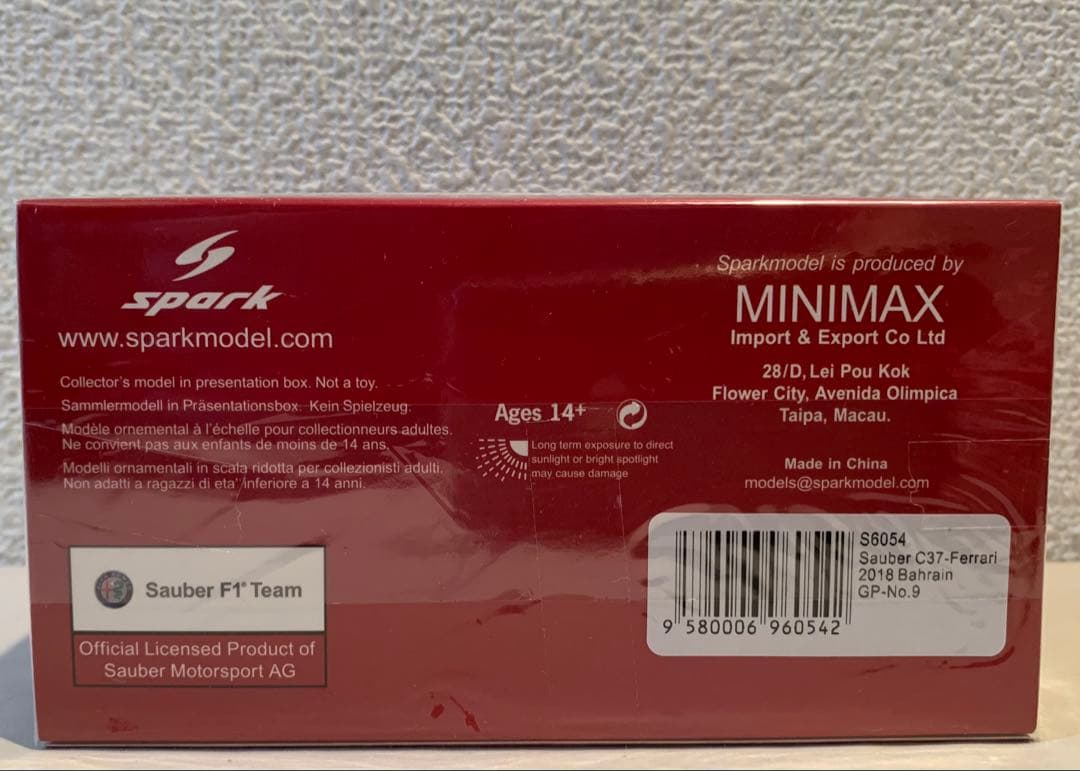 spark
www.sparkmodel.com
Collector's model in presentation box. Not a toy.
Sammlermodell in Präsentationsbox. Kein Spielzeug.
Modèle ornemental à l'échelle pour collectionneurs adultes.
Ne convient pas aux enfants de moins de 14 ans.
Modelli ornamentali in scala ridotta per collezionisti adulti.
Non adatti a ragazzi di eta' inferiore a 14 anni.
Sauber F1® Team
Official Licensed Product of
Sauber Motorsport AG
Ages 14+
Long term exposure to direct
sunlight or bright spotlight
may cause damage
Sparkmodel is produced by
MINIMAX
Import & Export Co Ltd
28/D, Lei Pou Kok
Flower City, Avenida Olimpica
Taipa, Macau.
Made in China
models@sparkmodel.com
S6054
Sauber C37-Ferrari
2018 Bahrain
GP-No.9
9 580006 960542